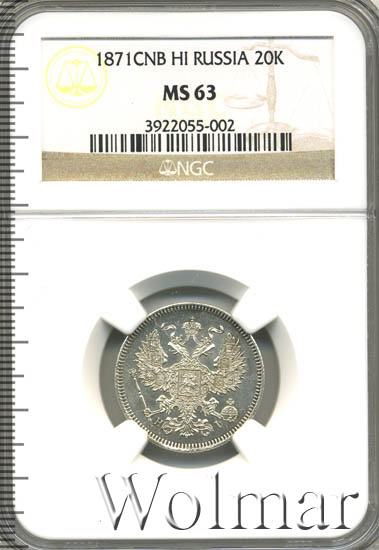 1871CNB HI RUSSIA 20K
MS 63
3922055-002
NGC
H I
Wolmar